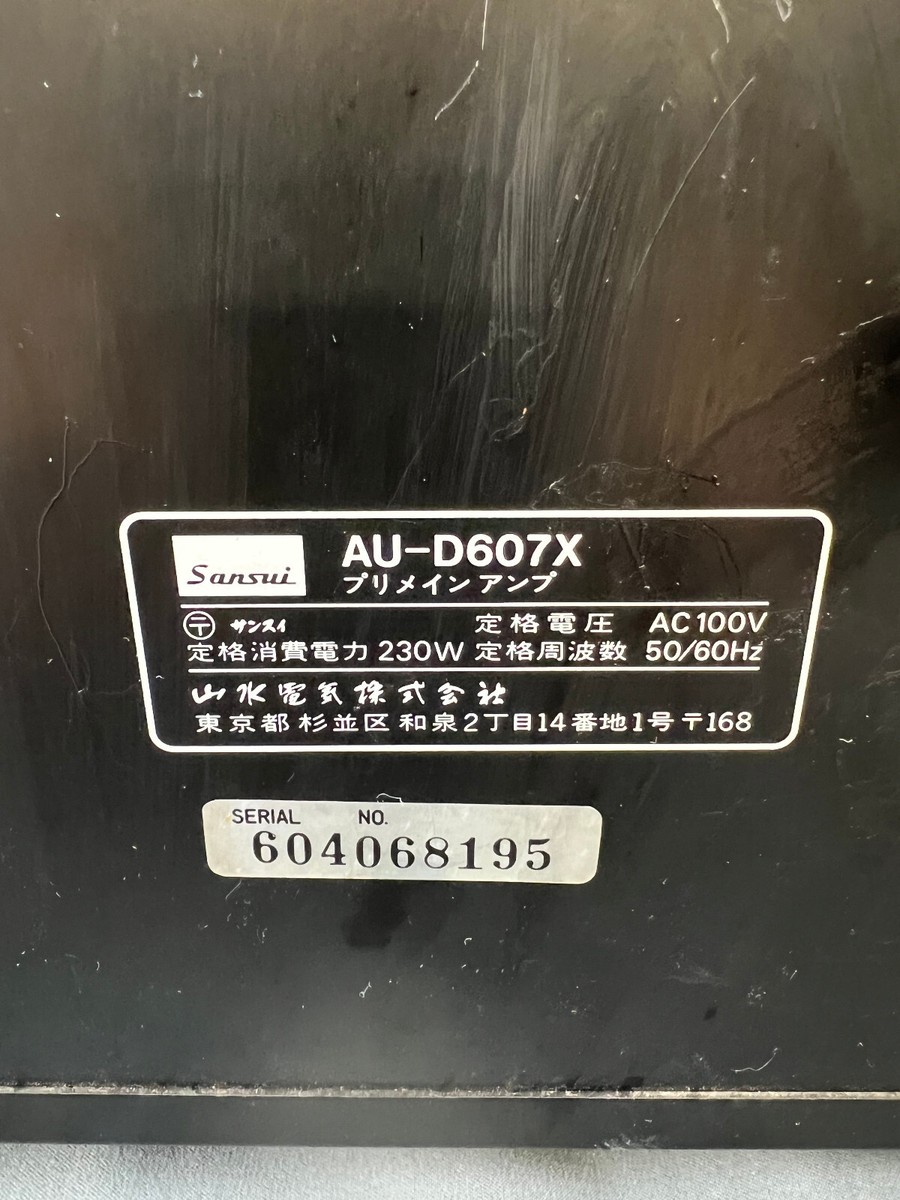 Sansui
AU-D607X
プリメイン アンプ
〒 サンスイ 定格電圧 AC100V
定格消費電力 230W 定格周波数 50/60Hz
山水電気株式会社
東京都杉並区和泉2丁目14番地1号 〒168
SERIAL NO.
604068195